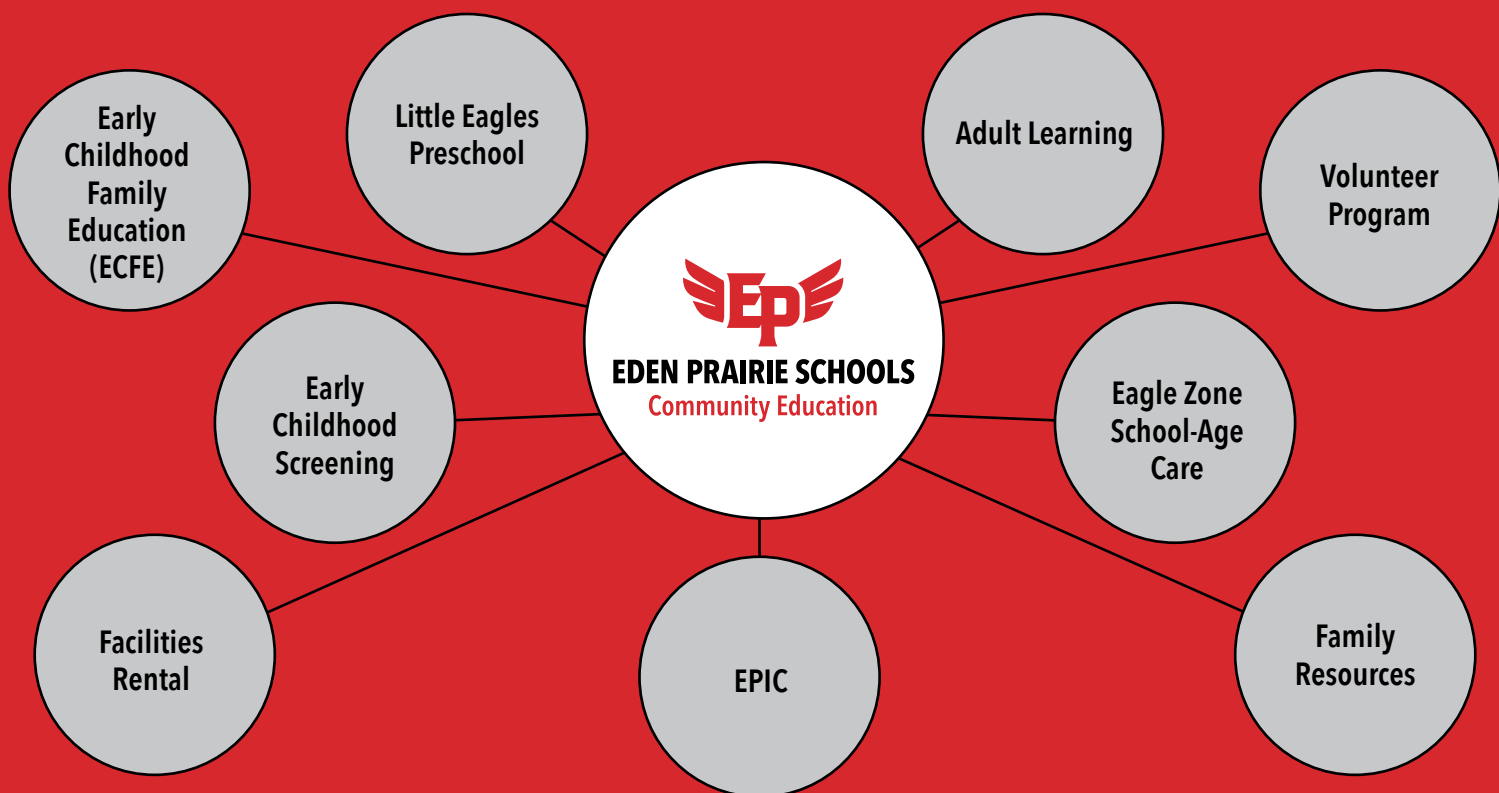 Early
Childhood
Family
Education
(ECFE)
Little Eagles
Preschool
Adult Learning
Volunteer
Program
EP
EDEN PRAIRIE SCHOOLS
Community Education
Early
Childhood
Screening
Eagle Zone
School-Age
Care
Facilities
Rental
EPIC
Family
Resources